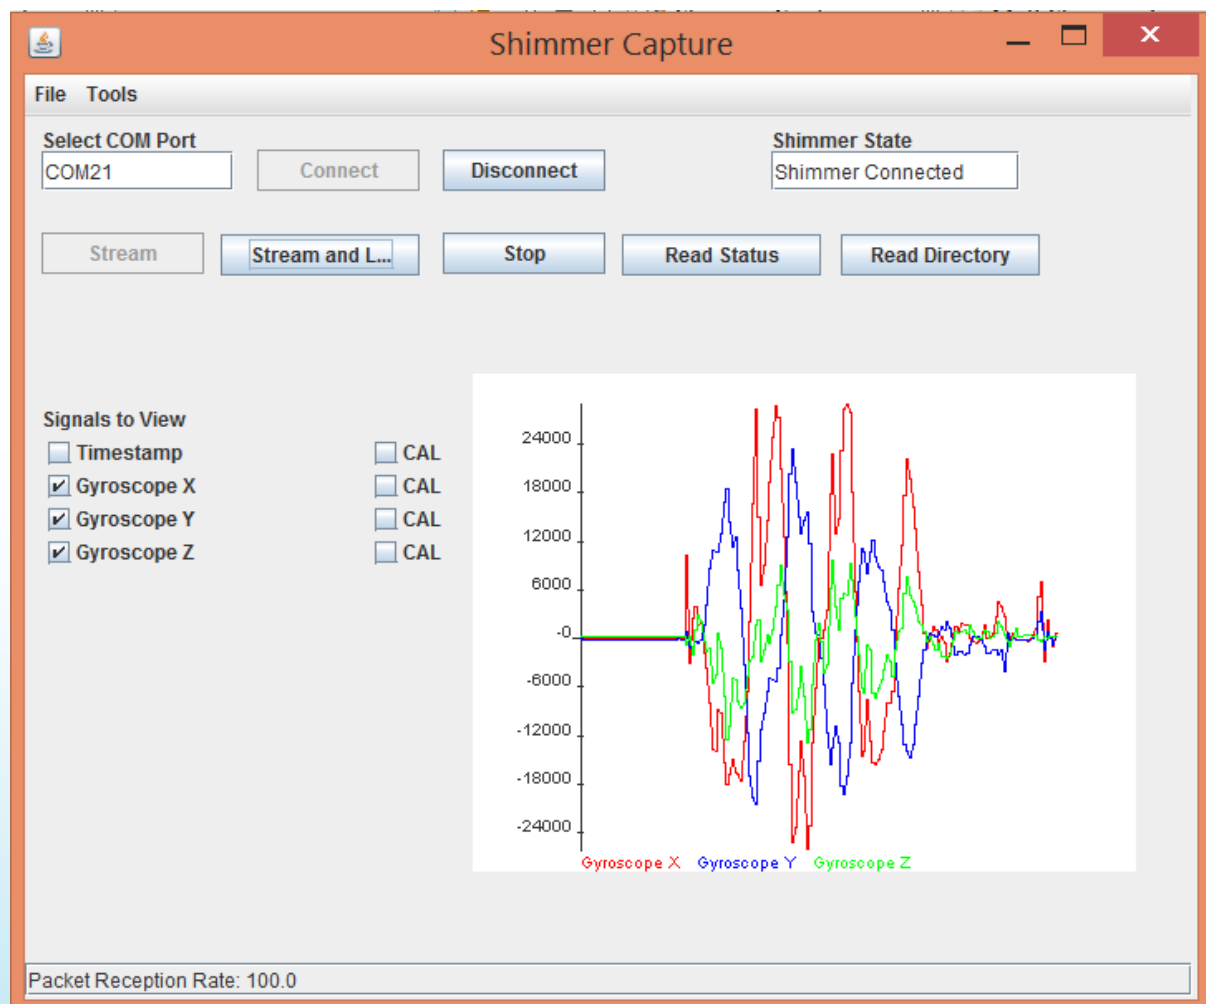 Shimmer Capture
File Tools
Select COM Port
Shimmer State
COM21
Connect
Disconnect
Shimmer Connected
Stream
Stream and L...
Stop
Read Status
Read Directory
Signals to View
Timestamp CAL
Gyroscope X CAL
Gyroscope Y CAL
Gyroscope Z CAL
24000
18000
12000
6000
-0
-6000
-12000
-18000
-24000
Gyroscope X Gyroscope Y Gyroscope Z
Packet Reception Rate: 100.0